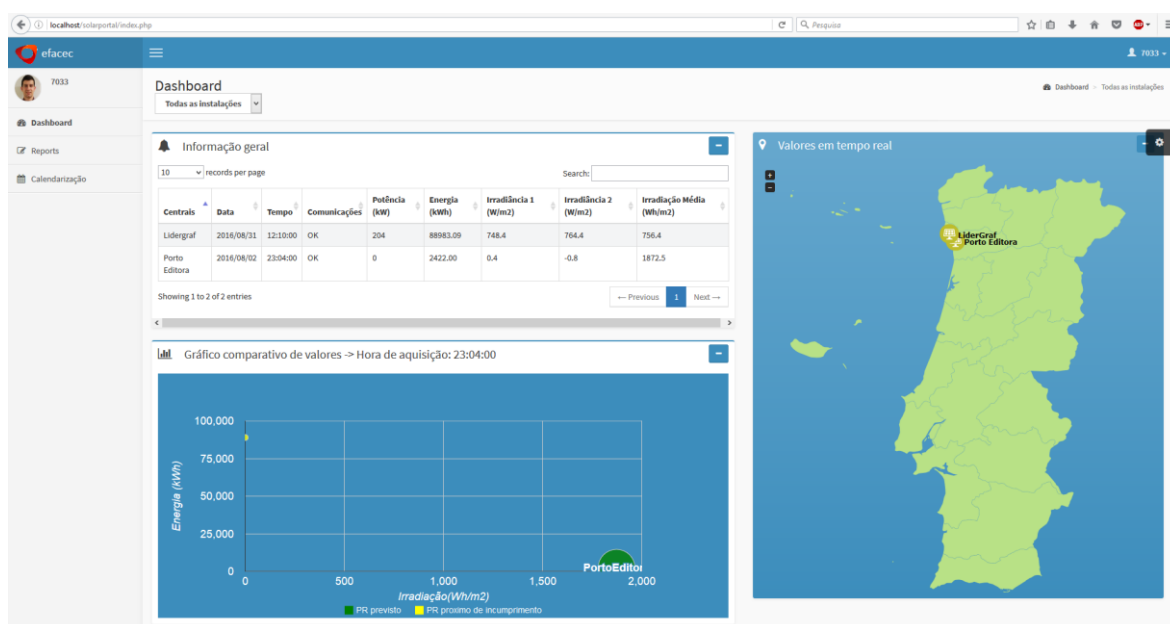 localhost/solarportal/index.php
Pesquisa
ABP
efacec
7033
7033
Dashboard
Todas as instalações
Dashboard > Todas as instalações
Dashboard
Reports
Calendarização
Informação geral
10 records per page
Search:
Centrais Data Tempo Comunicações Potência (kW) Energia (kWh) Irradiância 1 (W/m2) Irradiância 2 (W/m2) Irradiação Média (Wh/m2)
Lidergraf 2016/08/31 12:10:00 OK 204 88983.09 748.4 764.4 756.4
Porto Editora 2016/08/02 23:04:00 OK 0 2422.00 0.4 -0.8 1872.5
Showing 1 to 2 of 2 entries
← Previous 1 Next →
Gráfico comparativo de valores -> Hora de aquisição: 23:04:00
100,000
75,000
50,000
25,000
0
Energia (kWh)
PortoEditor
0 500 1,000 1,500 2,000
Irradiação(Wh/m2)
PR previsto PR proximo de incumprimento
Valores em tempo real
+
-
LiderGraf
Porto Editora